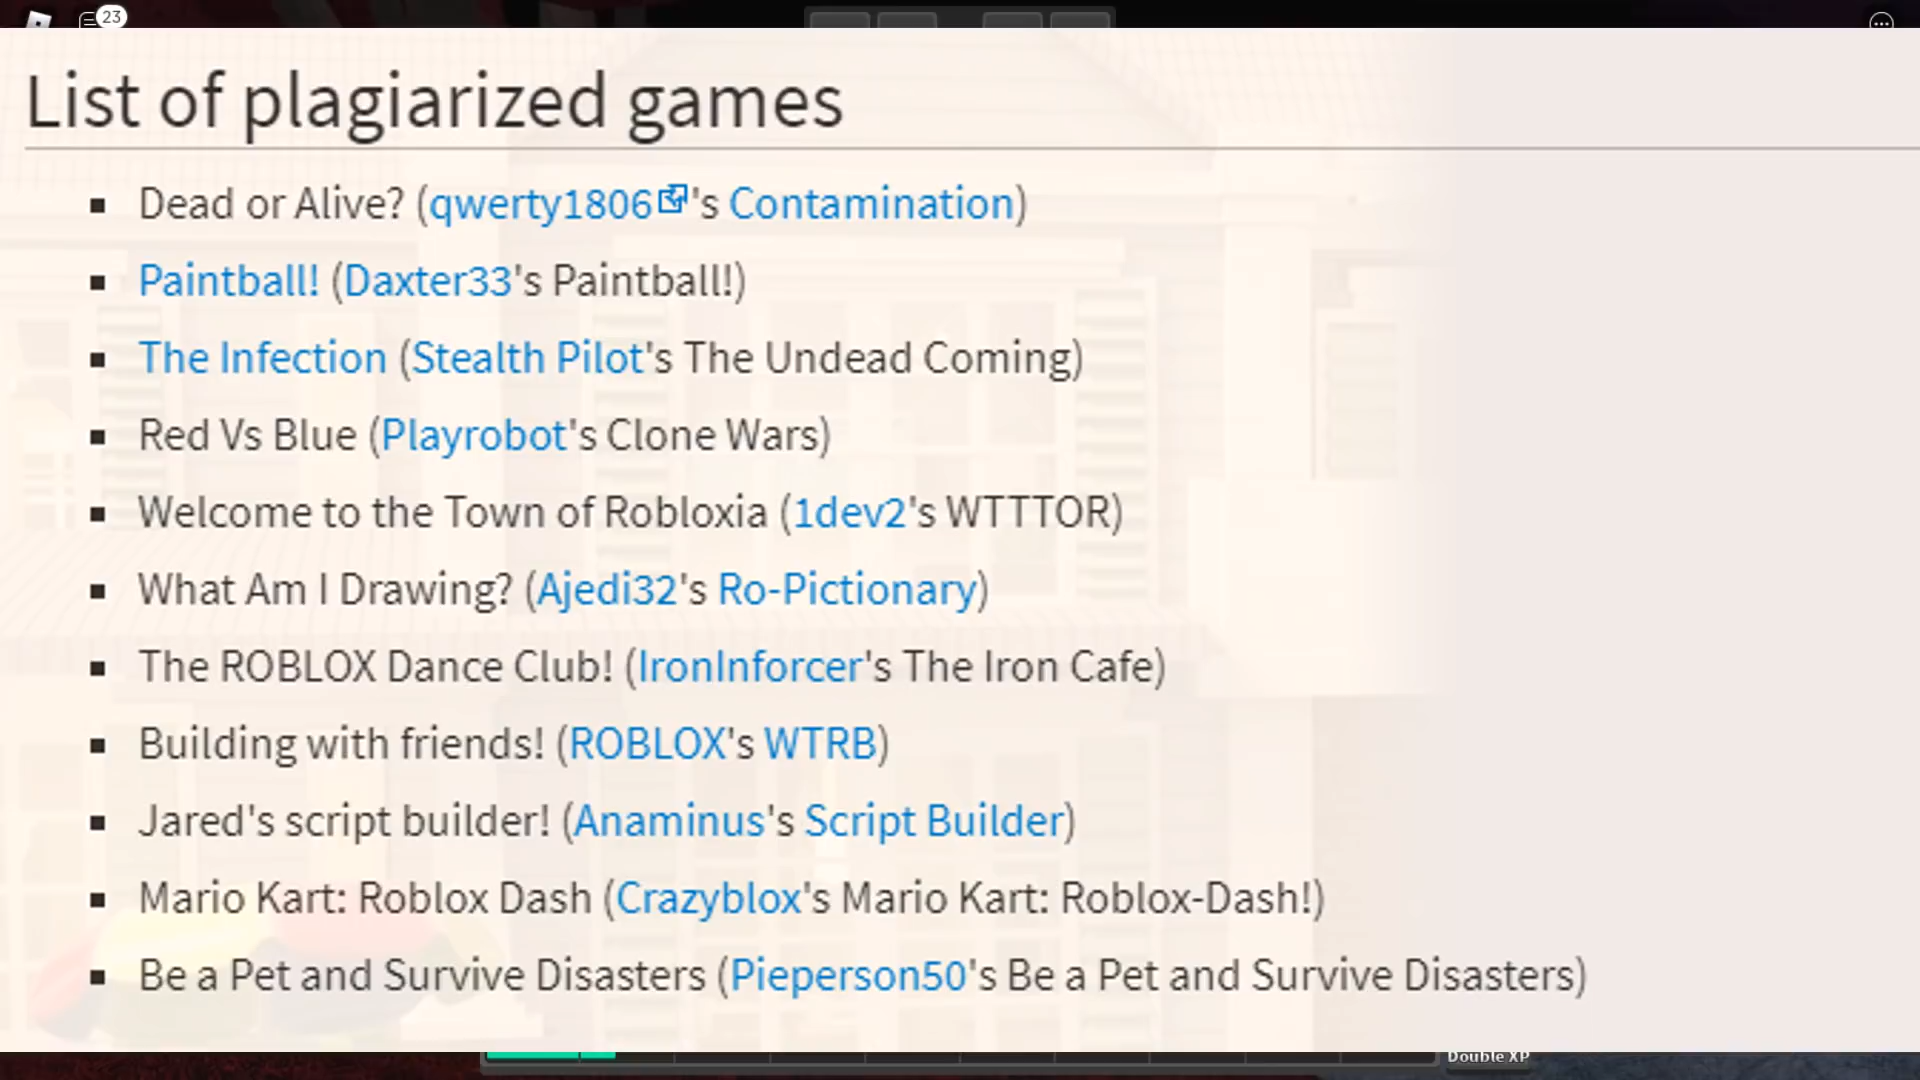 23
List of plagiarized games
Dead or Alive? (qwerty1806's Contamination)
Paintball! (Daxter33's Paintball!)
The Infection (Stealth Pilot's The Undead Coming)
Red Vs Blue (Playrobot's Clone Wars)
Welcome to the Town of Robloxia (1dev2's WTTTOR)
What Am I Drawing? (Ajedi32's Ro-Pictionary)
The ROBLOX Dance Club! (IronInforcer's The Iron Cafe)
Building with friends! (ROBLOX's WTRB)
Jared's script builder! (Anaminus's Script Builder)
Mario Kart: Roblox Dash (Crazyblox's Mario Kart: Roblox-Dash!)
Be a Pet and Survive Disasters (Pieperson50's Be a Pet and Survive Disasters)
Double XP